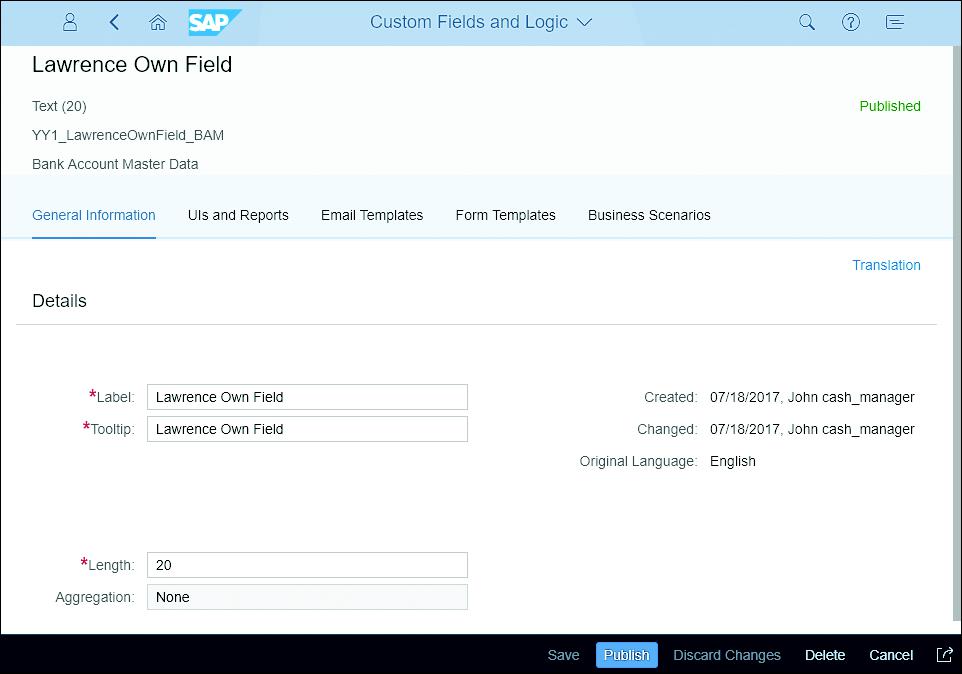 SAP Custom Fields and Logic
Lawrence Own Field
Text (20) Published
YY1_LawrenceOwnField_BAM
Bank Account Master Data
General Information UIs and Reports Email Templates Form Templates Business Scenarios
Translation
Details
*Label: Lawrence Own Field Created: 07/18/2017, John cash_manager
*Tooltip: Lawrence Own Field Changed: 07/18/2017, John cash_manager
Original Language: English
*Length: 20
Aggregation: None
Save Publish Discard Changes Delete Cancel